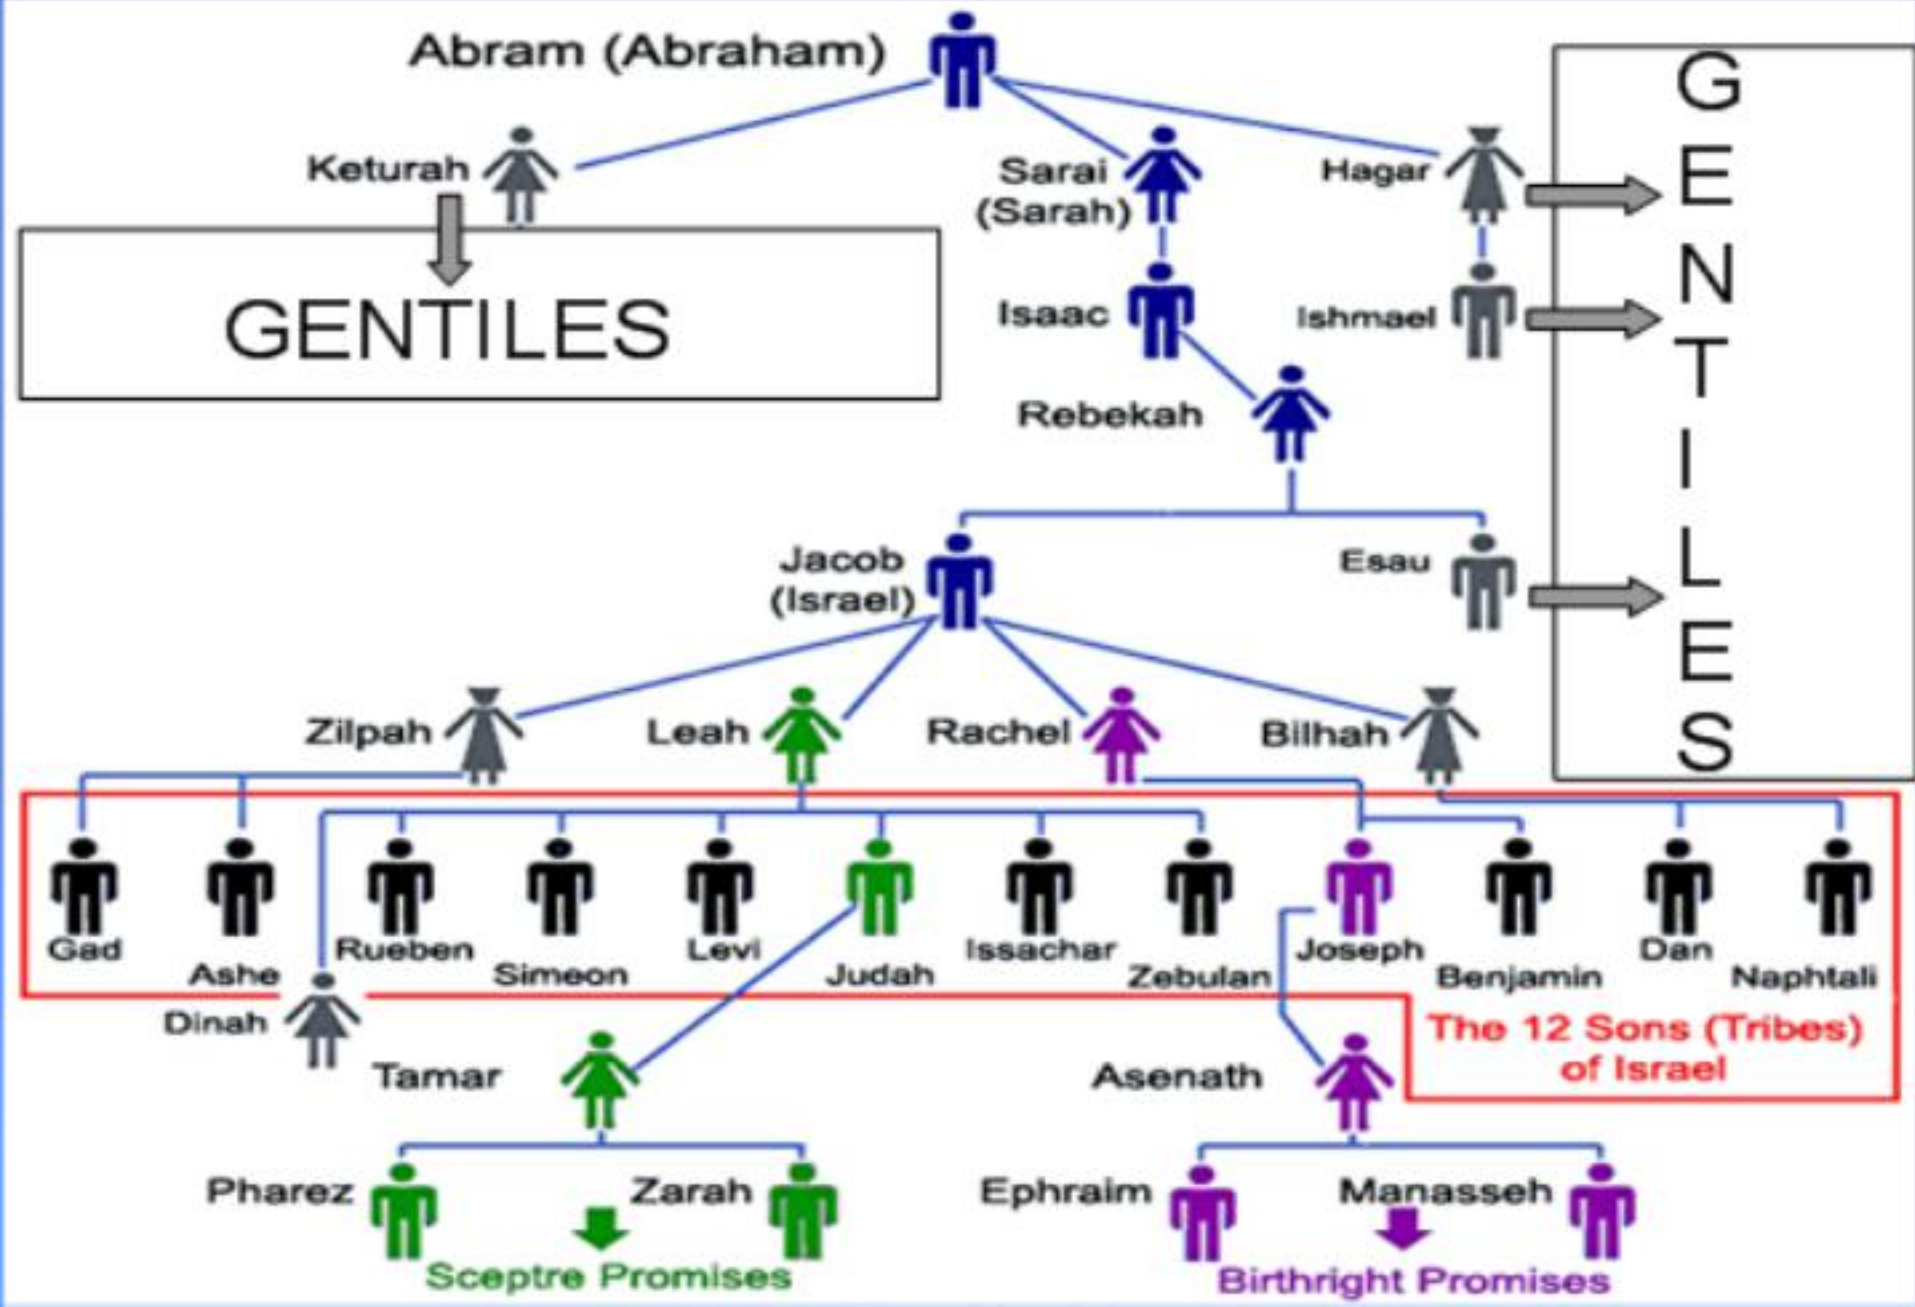 Abram (Abraham)
Keturah
Sarai
(Sarah)
Hagar
GENTILES
GENTILES
Isaac
Ishmael
Rebekah
Jacob
(Israel)
Esau
Zilpah
Leah
Rachel
Bilhah
Gad
Ashe
Rueben
Simeon
Levi
Judah
Issachar
Zebulan
Joseph
Benjamin
Dan
Naphtali
Dinah
The 12 Sons (Tribes)
of Israel
Tamar
Asenath
Pharez
Zarah
Ephraim
Manasseh
Sceptre Promises
Birthright Promises